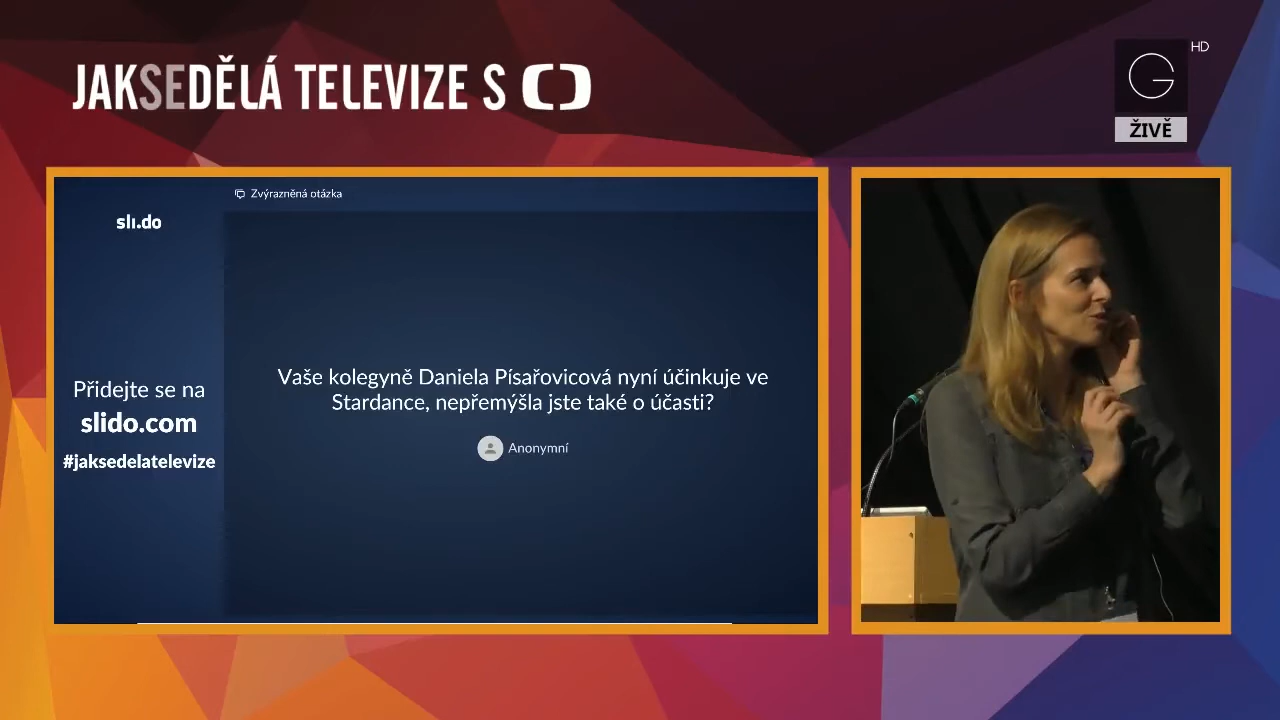 JAKSEDĚLÁ TELEVIZE S
HD
G
ŽIVĚ
Zvýrazněná otázka
sli.do
Přidejte se na
slido.com
#jaksedelatelevize
Vaše kolegyně Daniela Písařovicová nyní účinkuje ve
Stardance, nepřemýšla jste také o účasti?
Anonymní